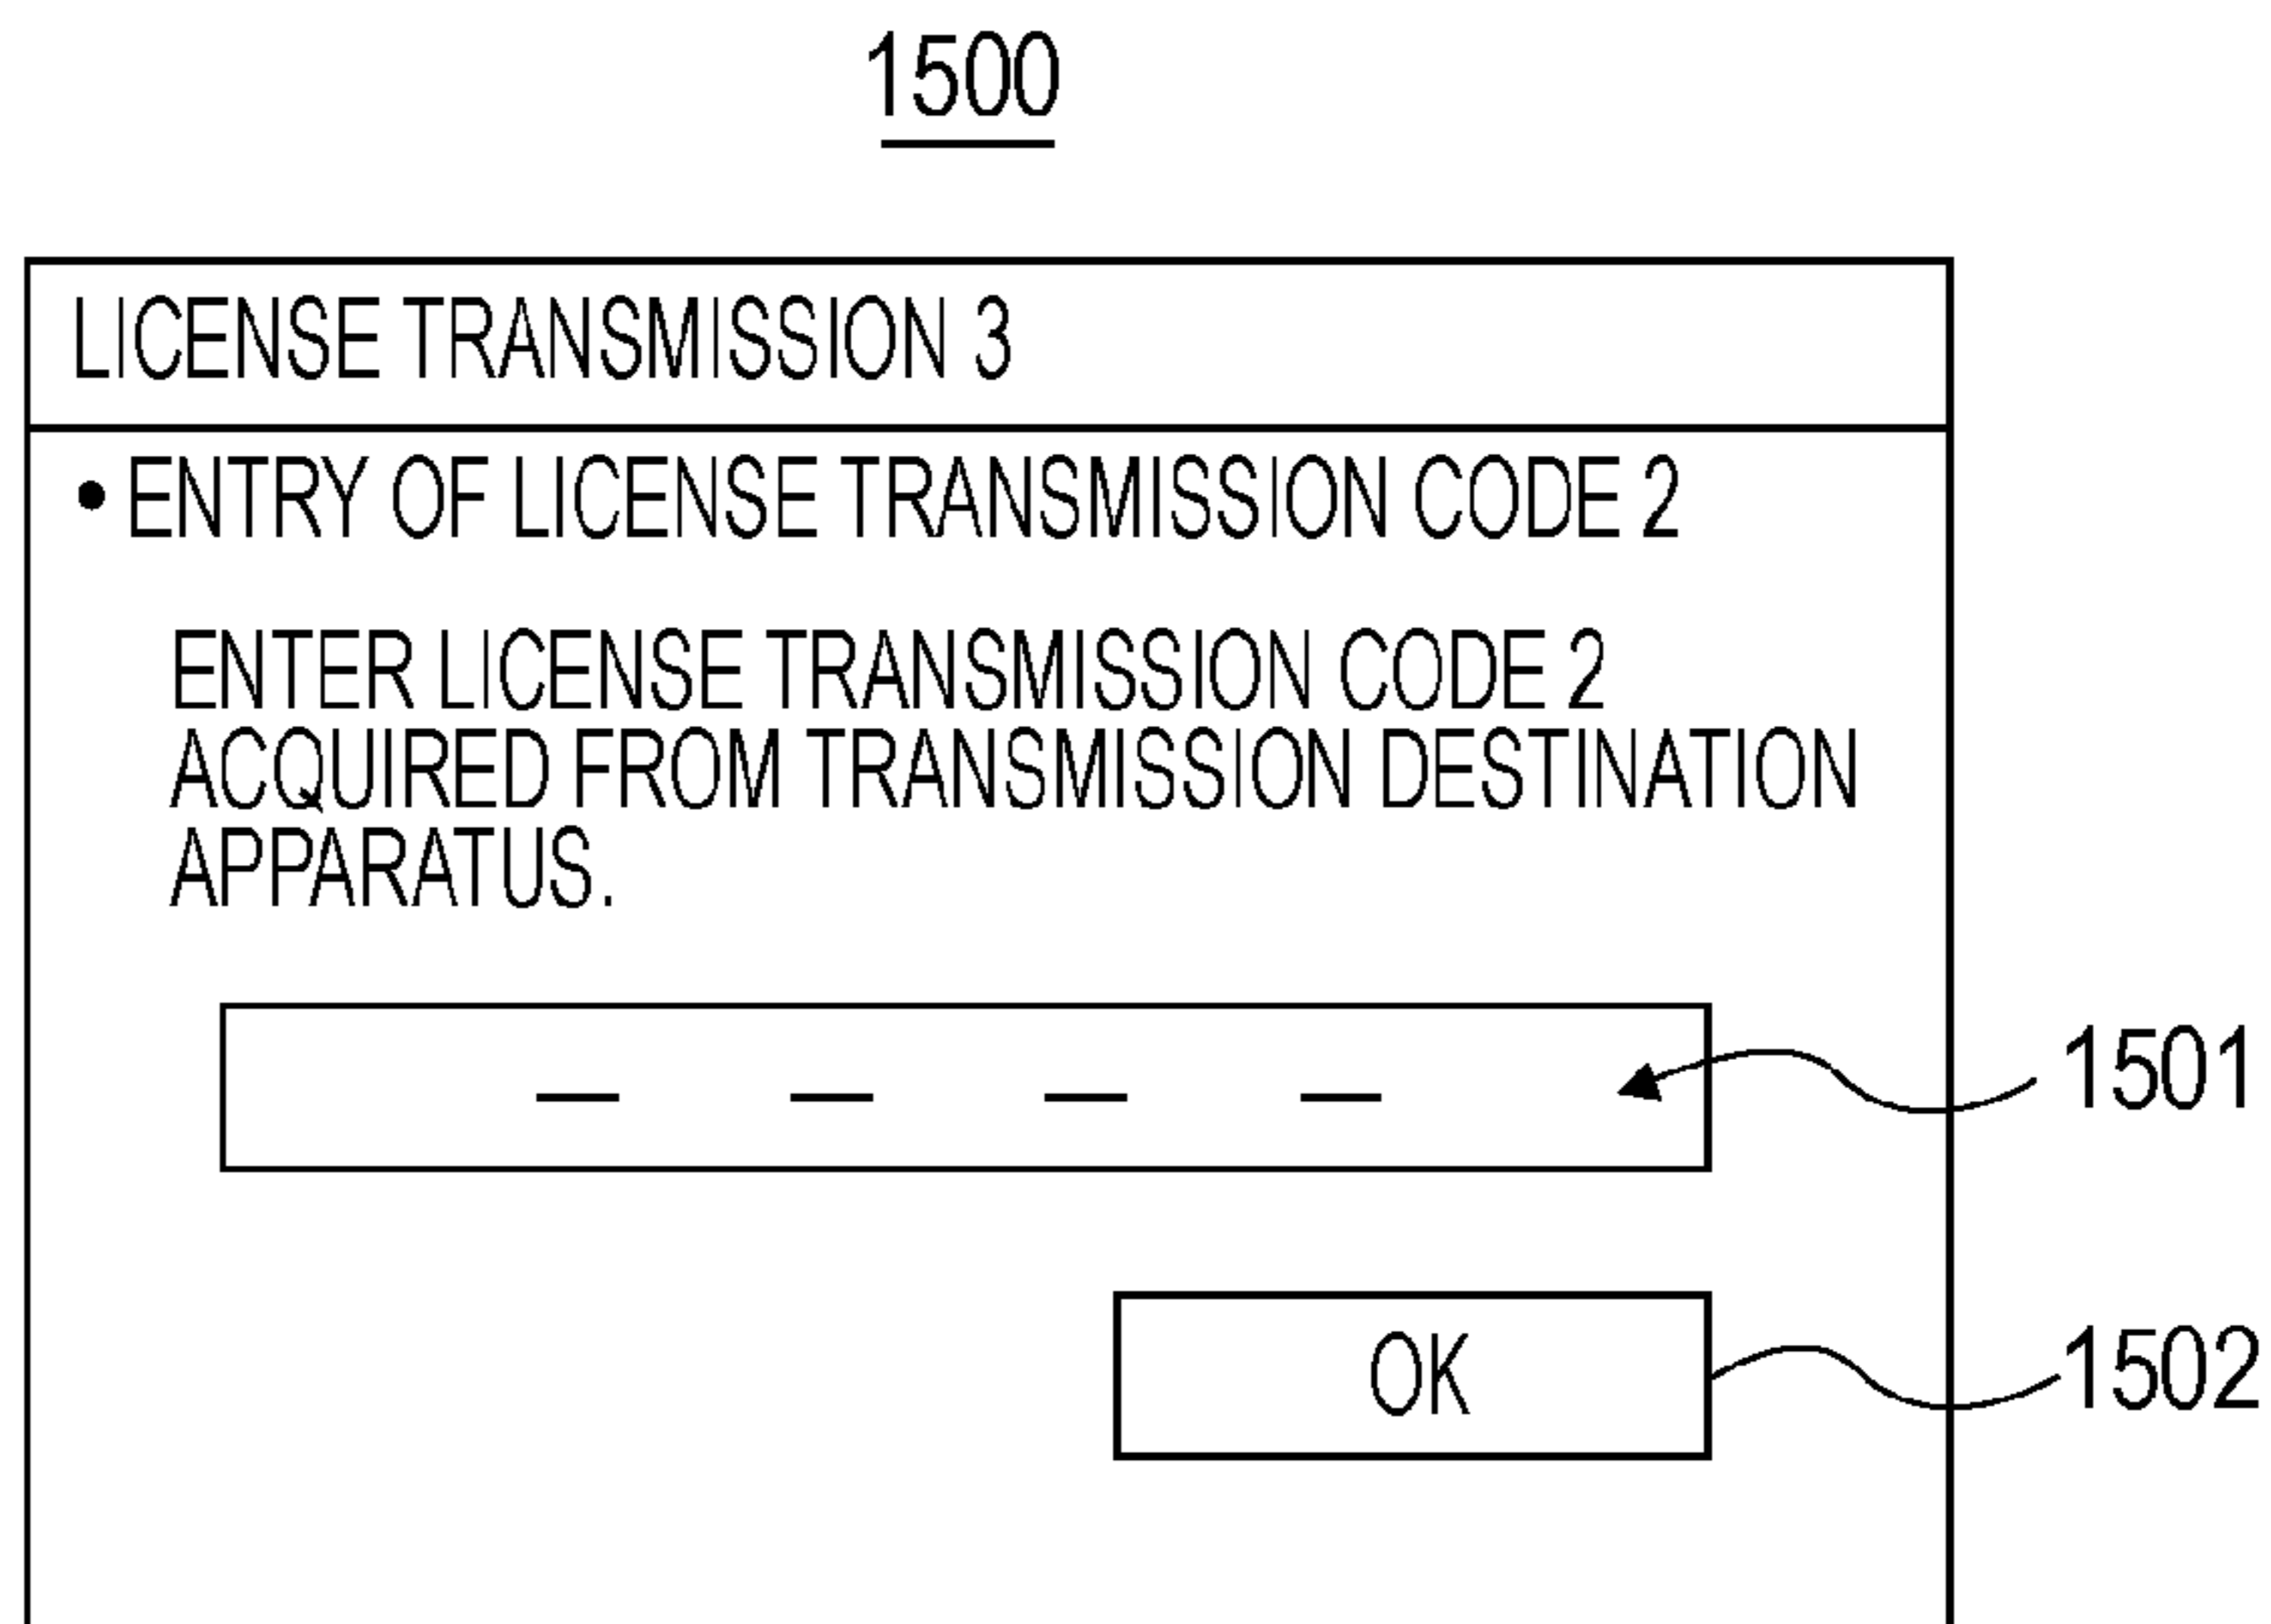 1500
LICENSE TRANSMISSION 3
• ENTRY OF LICENSE TRANSMISSION CODE 2
ENTER LICENSE TRANSMISSION CODE 2
ACQUIRED FROM TRANSMISSION DESTINATION
APPARATUS.
— — — —
1501
OK
1502